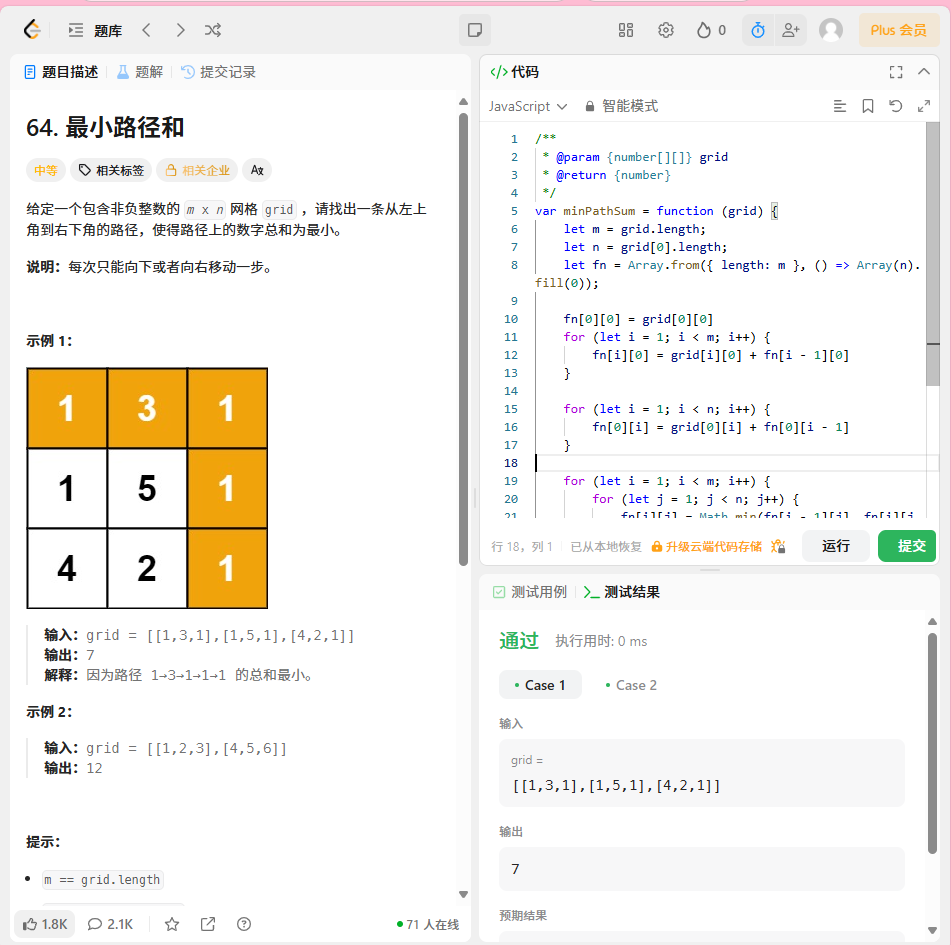 题库
0
Plus 会员
题目描述
题解
提交记录
64. 最小路径和
中等
相关标签
相关企业
给定一个包含非负整数的 m x n 网格 grid ，请找出一条从左上
角到右下角的路径，使得路径上的数字总和为最小。
说明：每次只能向下或者向右移动一步。
示例 1：
1 3 1
1 5 1
4 2 1
输入：grid = [[1,3,1],[1,5,1],[4,2,1]]
输出：7
解释：因为路径 1→3→1→1→1 的总和最小。
示例 2：
输入：grid = [[1,2,3],[4,5,6]]
输出：12
提示：
m == grid.length
1.8K
2.1K
71 人在线
</>代码
JavaScript
智能模式
1 /**
2  * @param {number[][]} grid
3  * @return {number}
4  */
5 var minPathSum = function (grid) {
6     let m = grid.length;
7     let n = grid[0].length;
8     let fn = Array.from({ length: m }, () => Array(n).
fill(0));
9
10     fn[0][0] = grid[0][0]
11     for (let i = 1; i < m; i++) {
12         fn[i][0] = grid[i][0] + fn[i - 1][0]
13     }
14
15     for (let i = 1; i < n; i++) {
16         fn[0][i] = grid[0][i] + fn[0][i - 1]
17     }
18
19     for (let i = 1; i < m; i++) {
20         for (let j = 1; j < n; j++) {
21             fn[i][j] = Math.min(fn[i - 1][j], fn[i][j
行 18，列 1
已从本地恢复
升级云端代码存储
运行
提交
测试用例
测试结果
通过
执行用时: 0 ms
Case 1
Case 2
输入
grid =
[[1,3,1],[1,5,1],[4,2,1]]
输出
7
预期结果